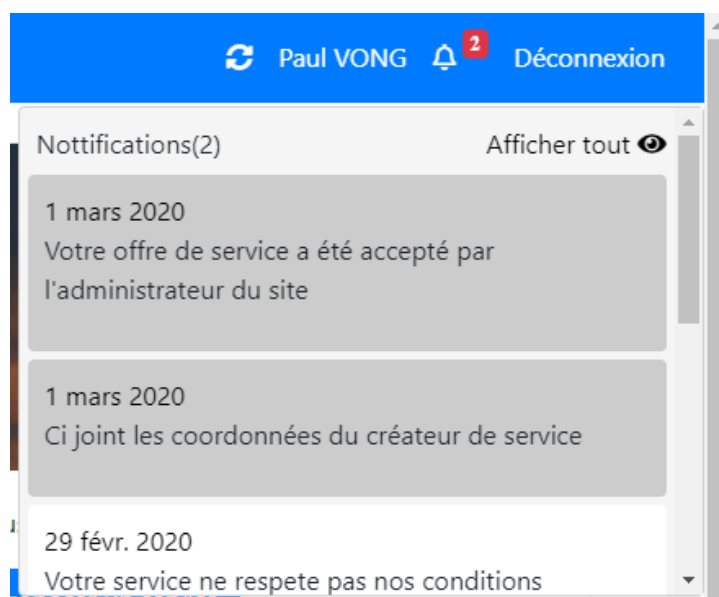 Paul VONG 2 Déconnexion
Nottifications(2) Afficher tout
1 mars 2020
Votre offre de service a été accepté par
l'administrateur du site
1 mars 2020
Ci joint les coordonnées du créateur de service
29 févr. 2020
Votre service ne respete pas nos conditions